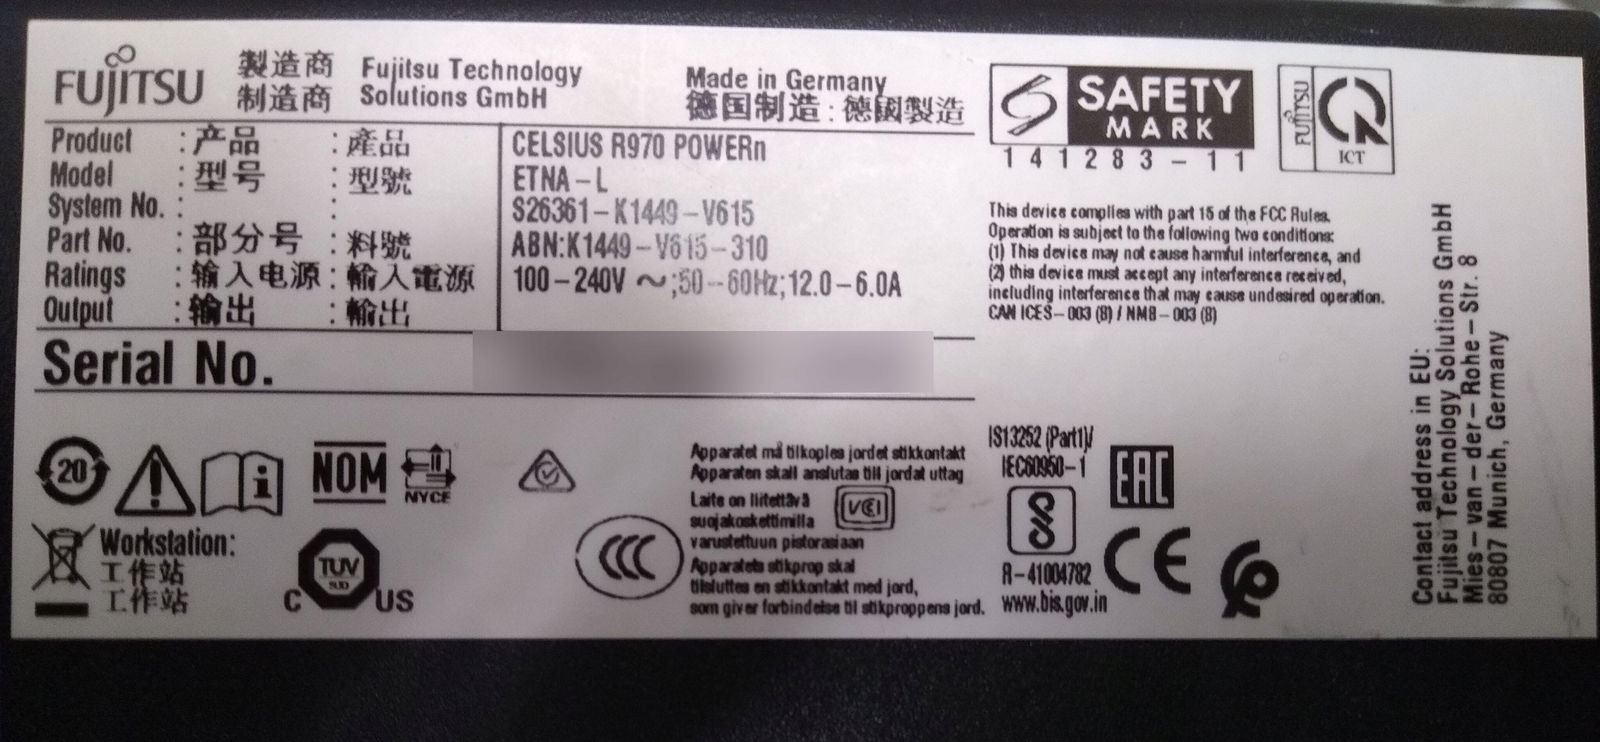 FUJITSU
製造商
制造商
Fujitsu Technology
Solutions GmbH
Made in Germany
德国制造 : 德國製造
Product : 产品 : 產品 CELSIUS R970 POWERn
Model : 型号 : 型號 ETNA-L
System No. : : S26361-K1449-V615
Part No. : 部分号 : 料號 ABN:K1449-V615-310
Ratings : 输入电源 : 輸入電源 100-240V ~;50-60Hz;12.0-6.0A
Output : 输出 : 輸出
Serial No.
SAFETY
MARK
141283-11
FUJITSU
ICT
This device complies with part 15 of the FCC Rules.
Operation is subject to the following two conditions:
(1) This device may not cause harmful interference, and
(2) this device must accept any interference received,
including interference that may cause undesired operation.
CAN ICES-003 (B) / NMB-003 (B)
Contact address in EU:
Fujitsu Technology Solutions GmbH
Mies-van-der-Rohe-Str. 8
80807 Munich, Germany
20
i
NOM
NYCE
Workstation:
工作站
工作站
TUV
SUD
C US
CCC
Apparatet må tilkoples jordet stikkontakt
Apparaten skall anslutas till jordat uttag
Laite on liitettävä
suojakoskettimilla
varustettuun pistorasiaan
Apparatets stikprop skal
tilsluttes en stikkontakt med jord,
som giver forbindelse til stikproppens jord.
VCI
IS13252 (Part1)/
IEC60950-1
R-41004782
www.bis.gov.in
EAC
CE